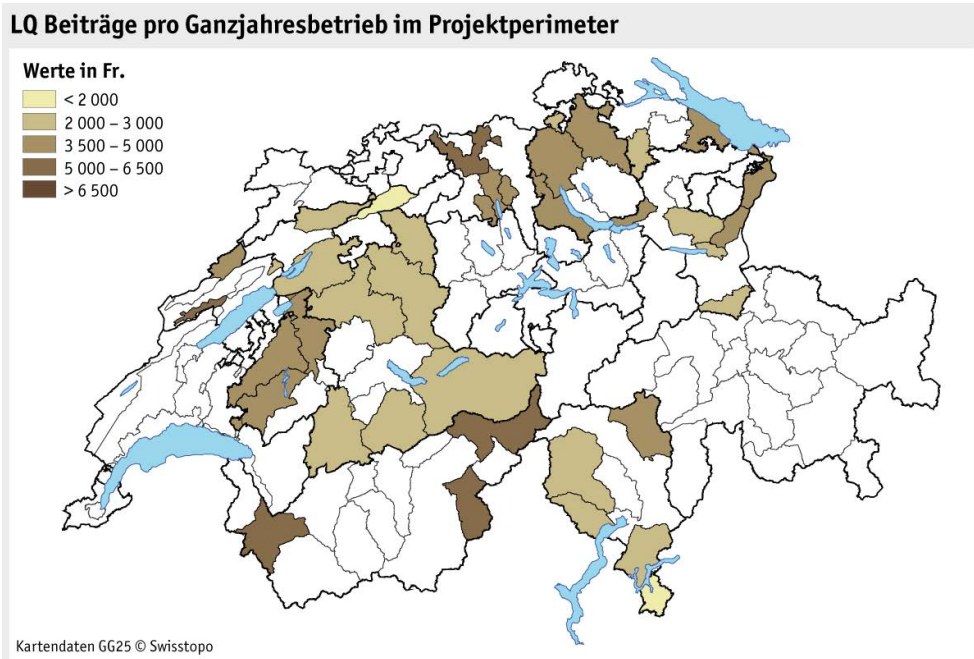 LQ Beiträge pro Ganzjahresbetrieb im Projektperimeter
Werte in Fr.
< 2 000
2 000 – 3 000
3 500 – 5 000
5 000 – 6 500
> 6 500
Kartendaten GG25 © Swisstopo